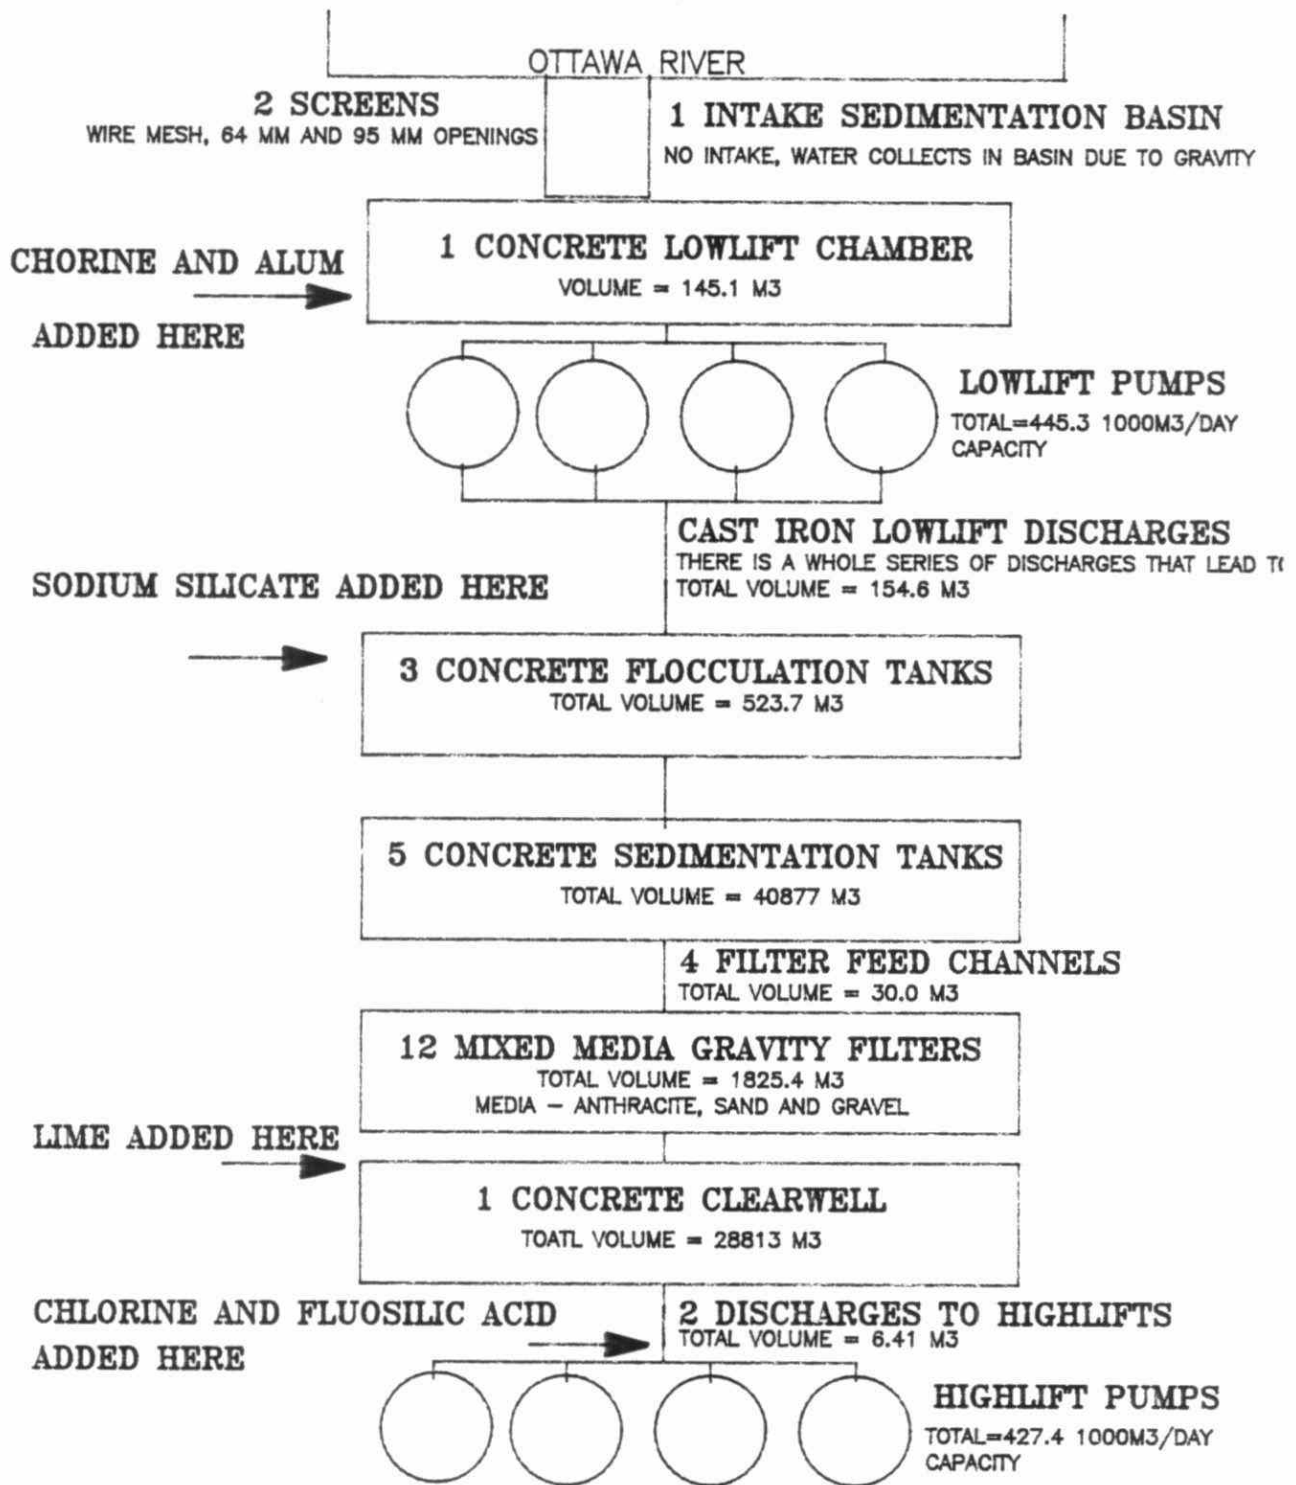 OTTAWA RIVER
2 SCREENS
WIRE MESH, 64 MM AND 95 MM OPENINGS
1 INTAKE SEDIMENTATION BASIN
NO INTAKE, WATER COLLECTS IN BASIN DUE TO GRAVITY
1 CONCRETE LOWLIFT CHAMBER
VOLUME = 145.1 M3
CHORINE AND ALUM
ADDED HERE
LOWLIFT PUMPS
TOTAL=445.3 1000M3/DAY
CAPACITY
CAST IRON LOWLIFT DISCHARGES
THERE IS A WHOLE SERIES OF DISCHARGES THAT LEAD
TOTAL VOLUME = 154.6 M3
SODIUM SILICATE ADDED HERE
3 CONCRETE FLOCCULATION TANKS
TOTAL VOLUME = 523.7 M3
5 CONCRETE SEDIMENTATION TANKS
TOTAL VOLUME = 40877 M3
4 FILTER FEED CHANNELS
TOTAL VOLUME = 30.0 M3
12 MIXED MEDIA GRAVITY FILTERS
TOTAL VOLUME = 1825.4 M3
MEDIA – ANTHRACITE, SAND AND GRAVEL
LIME ADDED HERE
1 CONCRETE CLEARWELL
TOATL VOLUME = 28813 M3
CHLORINE AND FLUOSILIC ACID
ADDED HERE
2 DISCHARGES TO HIGHLIFTS
TOTAL VOLUME = 6.41 M3
HIGHLIFT PUMPS
TOTAL=427.4 1000M3/DAY
CAPACITY